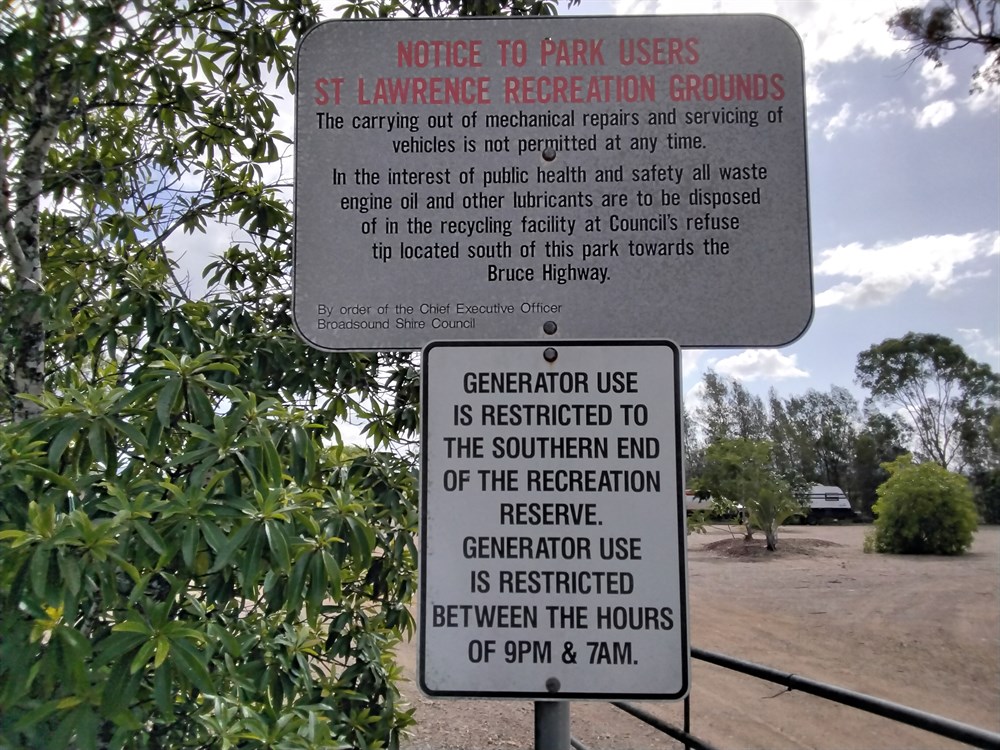 NOTICE TO PARK USERS
ST LAWRENCE RECREATION GROUNDS
The carrying out of mechanical repairs and servicing of
vehicles is not permitted at any time.
In the interest of public health and safety all waste
engine oil and other lubricants are to be disposed
of in the recycling facility at Council's refuse
tip located south of this park towards the
Bruce Highway.
By order of the Chief Executive Officer
Broadsound Shire Council
GENERATOR USE
IS RESTRICTED TO
THE SOUTHERN END
OF THE RECREATION
RESERVE.
GENERATOR USE
IS RESTRICTED
BETWEEN THE HOURS
OF 9PM & 7AM.